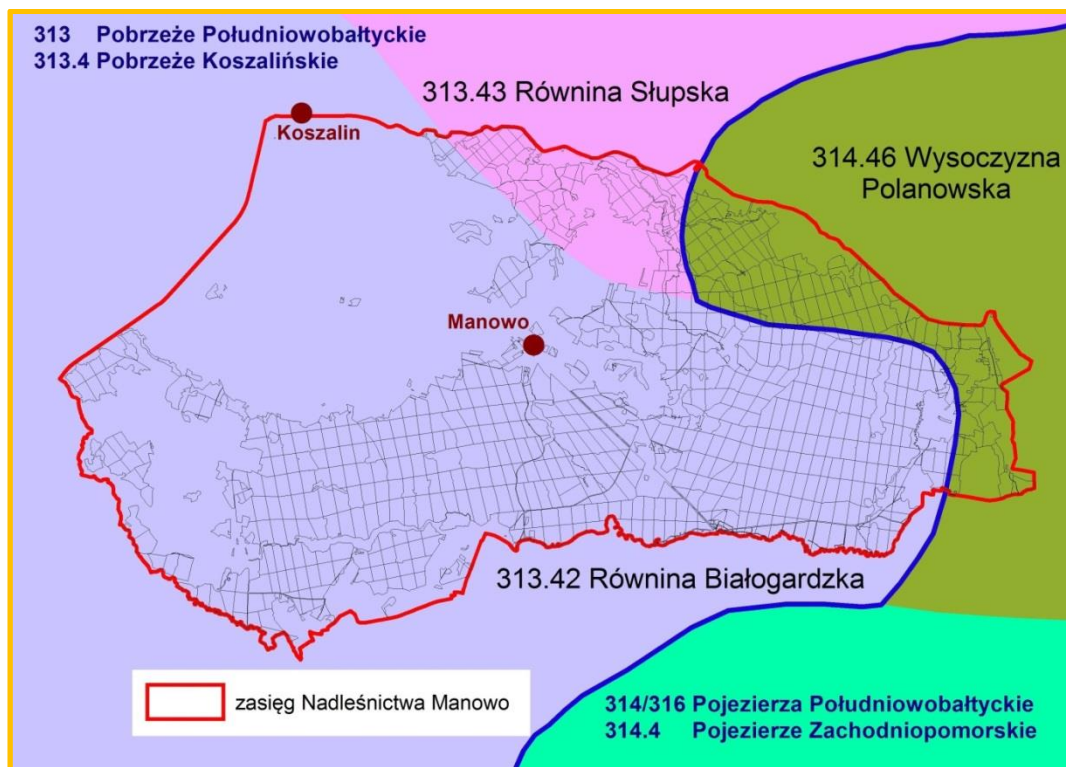 313 Pobrzeże Południowobałtyckie
313.4 Pobrzeże Koszalińskie
313.43 Równina Słupska
Koszalin
314.46 Wysoczyzna
Polanowska
Manowo
313.42 Równina Białogardzka
zasięg Nadleśnictwa Manowo
314/316 Pojezierza Południowobałtyckie
314.4 Pojezierze Zachodniopomorskie